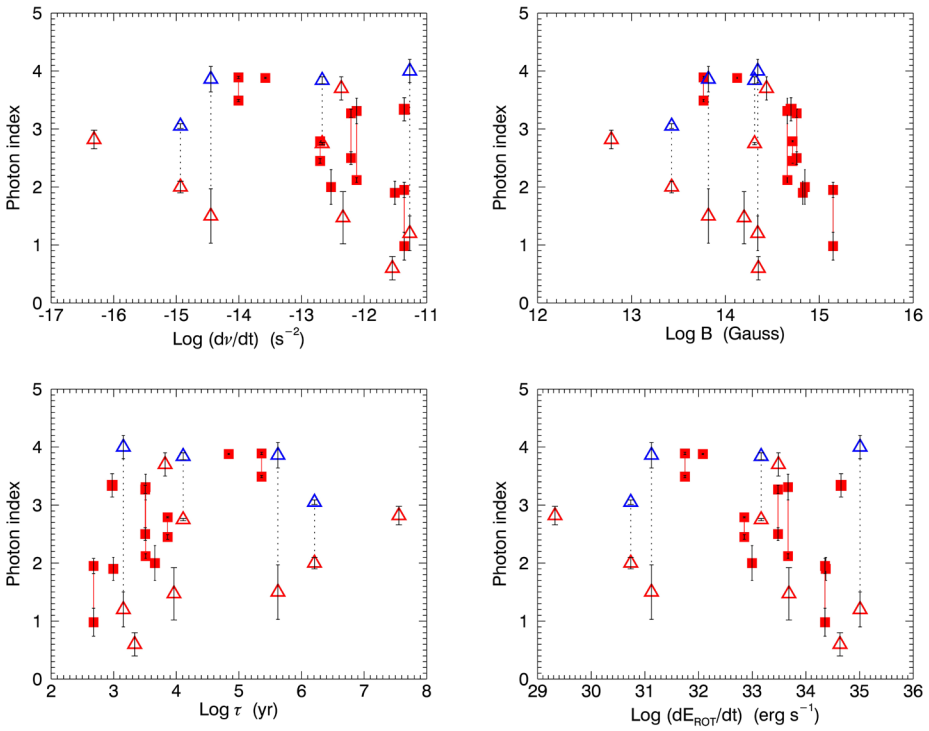 5
4
3
2
1
0
Photon index
-17 -16 -15 -14 -13 -12 -11
Log (dν/dt) (s⁻²)
5
4
3
2
1
0
Photon index
12 13 14 15 16
Log B (Gauss)
5
4
3
2
1
0
Photon index
2 3 4 5 6 7 8
Log τ (yr)
5
4
3
2
1
0
Photon index
29 30 31 32 33 34 35 36
Log (dE_ROT/dt) (erg s⁻¹)